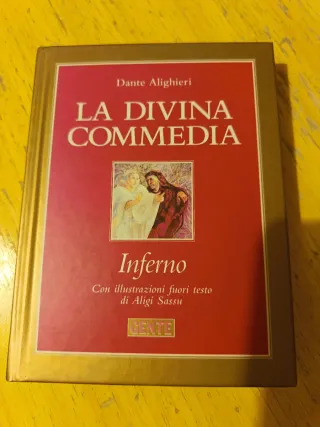 Dante Alighieri
LA DIVINA
COMMEDIA
Inferno
Con illustrazioni fuori testo
di Aligi Sassu
GENTE